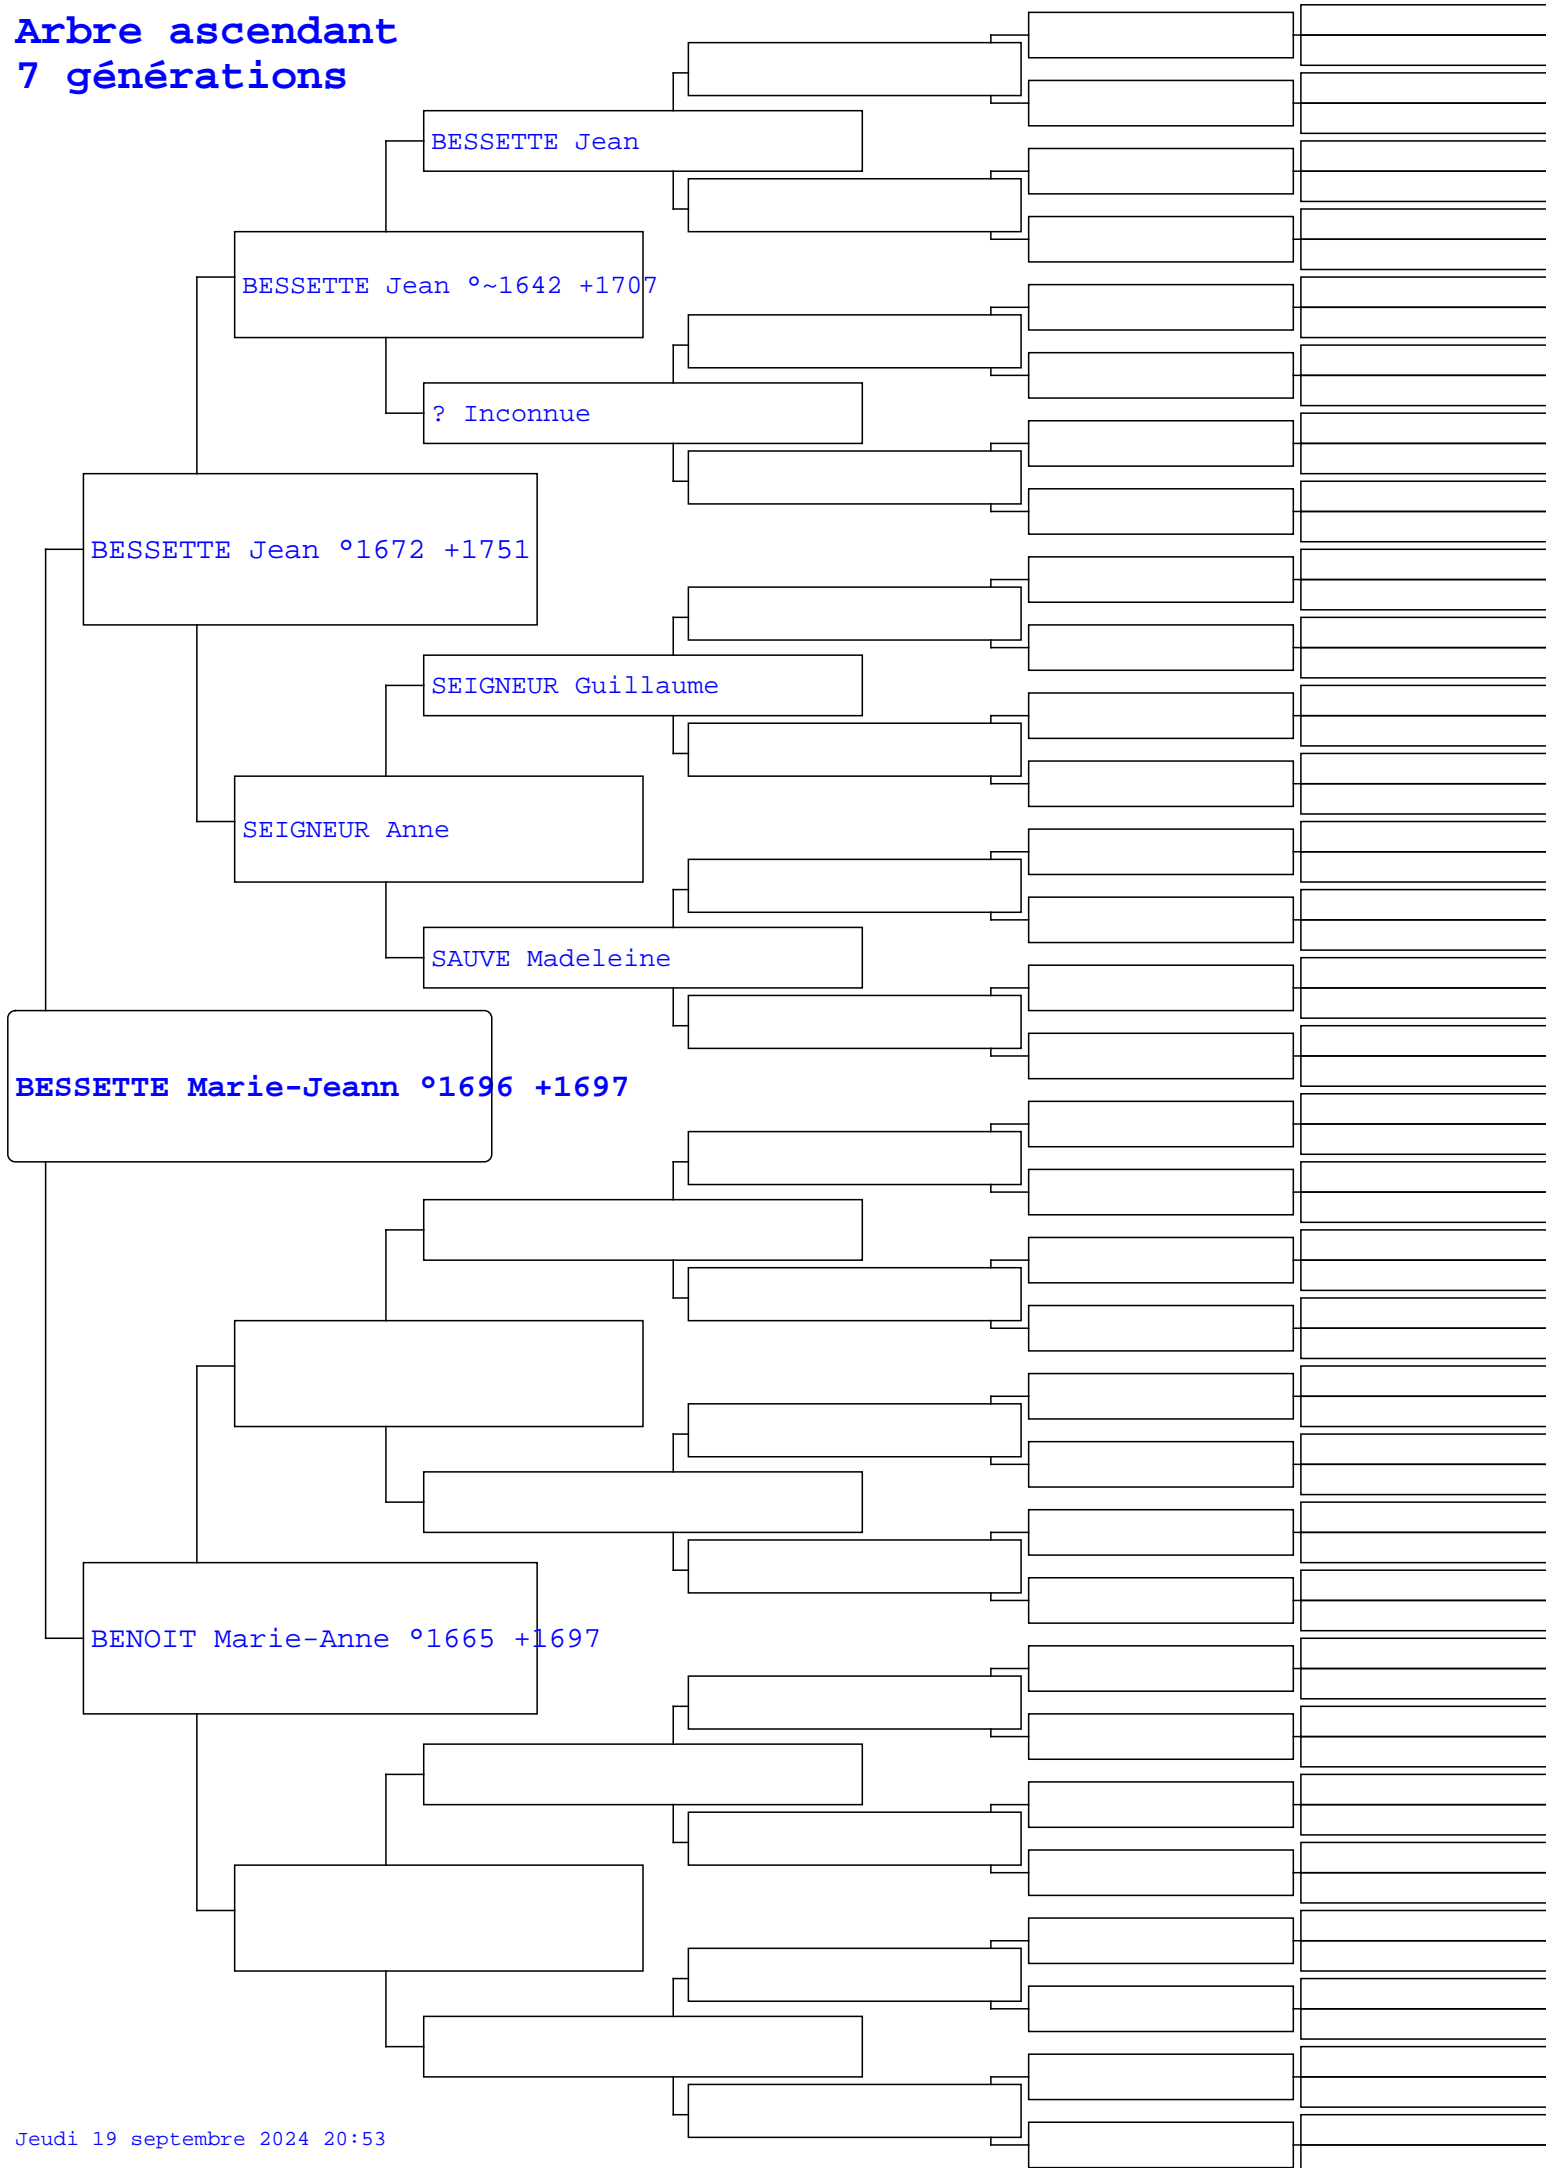 Arbre ascendant
7 générations
BESSETTE Jean
BESSETTE Jean °~1642 +1707
? Inconnue
BESSETTE Jean °1672 +1751
SEIGNEUR Guillaume
SEIGNEUR Anne
SAUVE Madeleine
BESSETTE Marie-Jeann °1696 +1697
BENOIT Marie-Anne °1665 +1697
Jeudi 19 septembre 2024 20:53